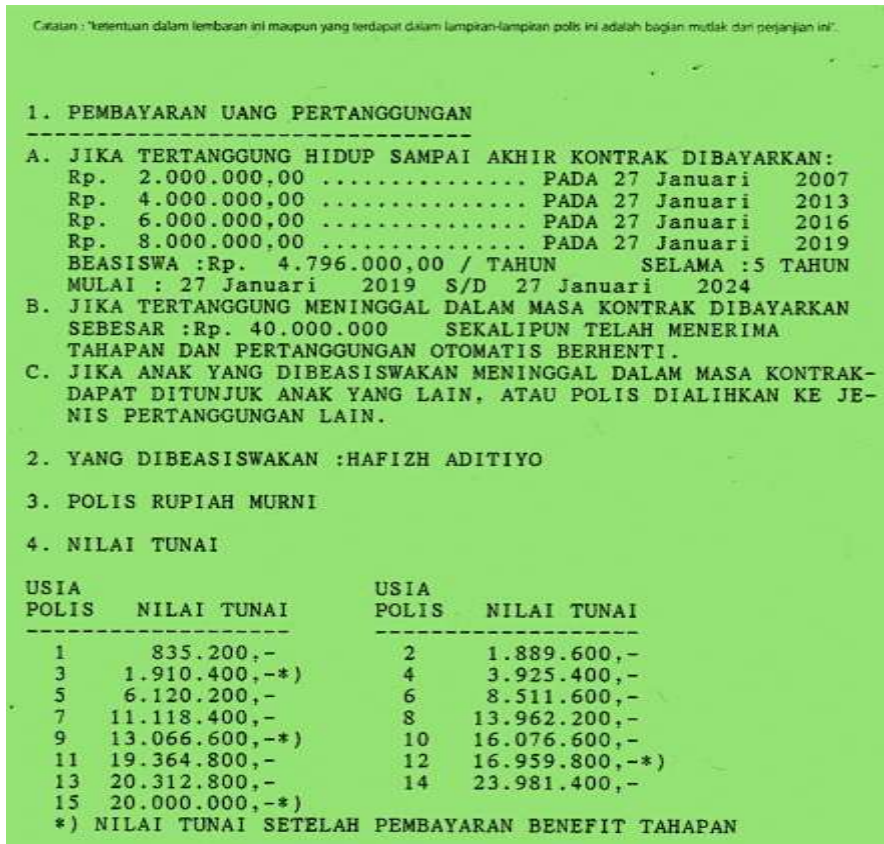 Catatan : "ketentuan dalam lembaran ini maupun yang terdapat dalam lampiran-lampiran polis ini adalah bagian mutlak dari perjanjian ini".
1. PEMBAYARAN UANG PERTANGGUNGAN
---------------------------------
A. JIKA TERTANGGUNG HIDUP SAMPAI AKHIR KONTRAK DIBAYARKAN:
Rp. 2.000.000,00 ................ PADA 27 Januari 2007
Rp. 4.000.000,00 ................ PADA 27 Januari 2013
Rp. 6.000.000,00 ................ PADA 27 Januari 2016
Rp. 8.000.000,00 ................ PADA 27 Januari 2019
BEASISWA :Rp. 4.796.000,00 / TAHUN SELAMA :5 TAHUN
MULAI : 27 Januari 2019 S/D 27 Januari 2024
B. JIKA TERTANGGUNG MENINGGAL DALAM MASA KONTRAK DIBAYARKAN
SEBESAR :Rp. 40.000.000 SEKALIPUN TELAH MENERIMA
TAHAPAN DAN PERTANGGUNGAN OTOMATIS BERHENTI.
C. JIKA ANAK YANG DIBEASISWAKAN MENINGGAL DALAM MASA KONTRAK-
DAPAT DITUNJUK ANAK YANG LAIN, ATAU POLIS DIALIHKAN KE JE-
NIS PERTANGGUNGAN LAIN.
2. YANG DIBEASISWAKAN :HAFIZH ADITIYO
3. POLIS RUPIAH MURNI
4. NILAI TUNAI
USIA USIA
POLIS NILAI TUNAI POLIS NILAI TUNAI
-------------------- --------------------
1 835.200,- 2 1.889.600,-
3 1.910.400,-*) 4 3.925.400,-
5 6.120.200,- 6 8.511.600,-
7 11.118.400,- 8 13.962.200,-
9 13.066.600,-*) 10 16.076.600,-
11 19.364.800,- 12 16.959.800,-*)
13 20.312.800,- 14 23.981.400,-
15 20.000.000,-*)
*) NILAI TUNAI SETELAH PEMBAYARAN BENEFIT TAHAPAN